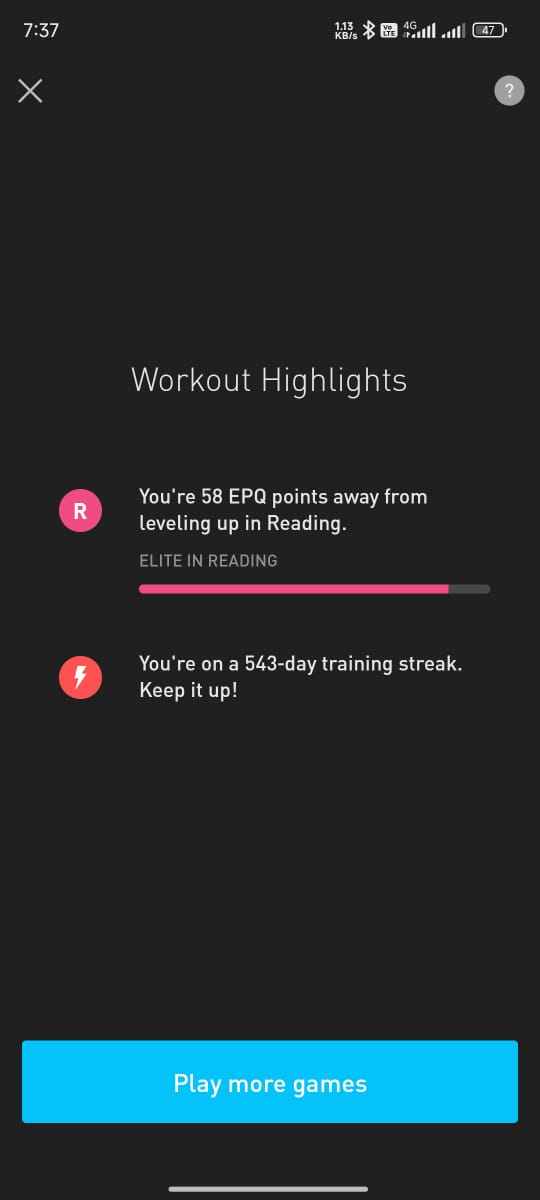 7:37
1.13
KB/s
Vo
LTE
4G
47
?
Workout Highlights
R
You're 58 EPQ points away from
leveling up in Reading.
ELITE IN READING
You're on a 543-day training streak.
Keep it up!
Play more games